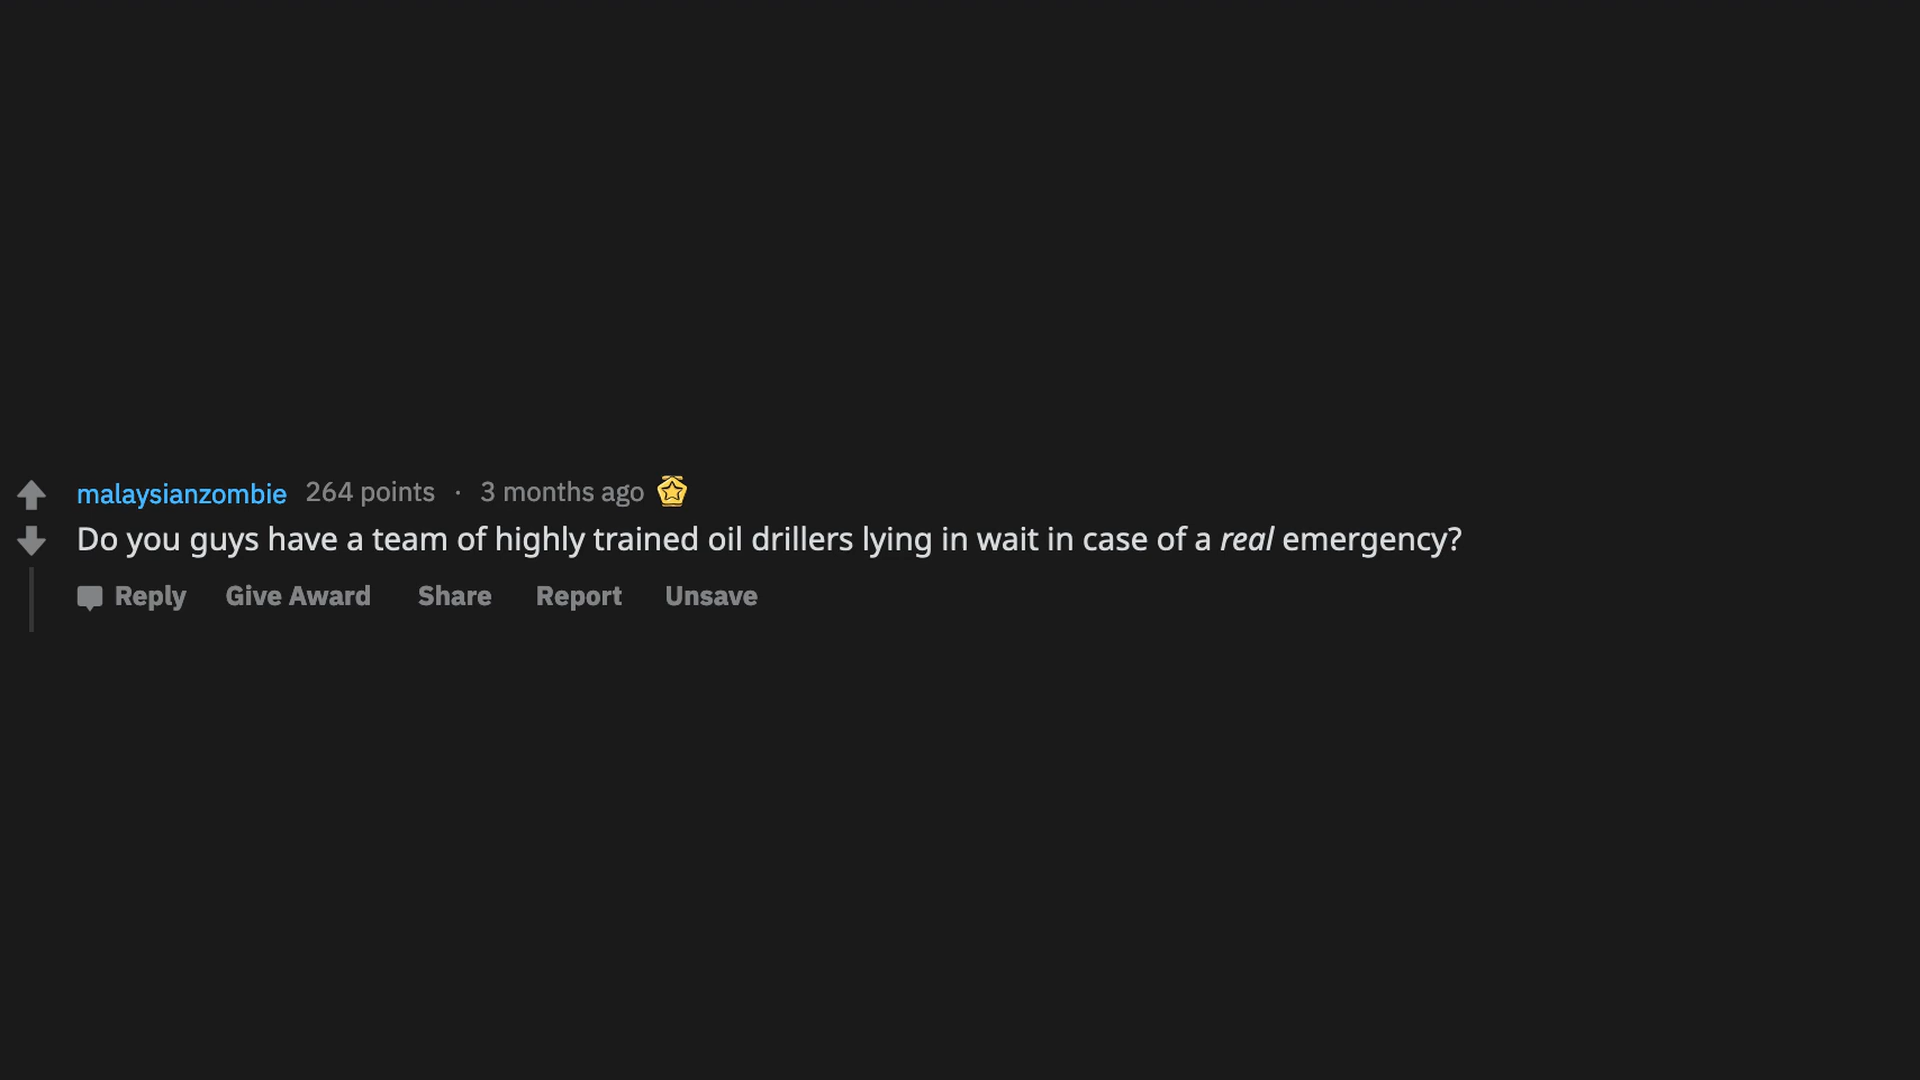 malaysianzombie 264 points · 3 months ago
Do you guys have a team of highly trained oil drillers lying in wait in case of a real emergency?
Reply Give Award Share Report Unsave